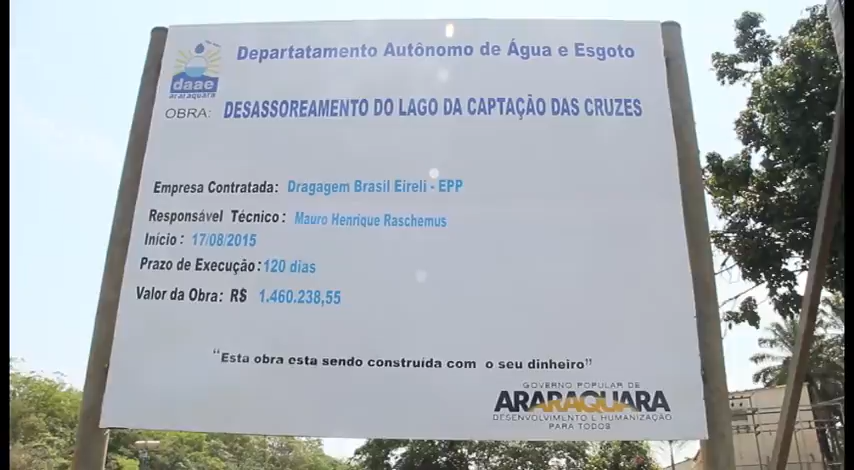 Departatamento Autônomo de Água e Esgoto
daae
araraquara
OBRA: DESASSOREAMENTO DO LAGO DA CAPTAÇÃO DAS CRUZES
Empresa Contratada: Dragagem Brasil Eireli - EPP
Responsável Técnico: Mauro Henrique Raschemus
Início : 17/08/2015
Prazo de Execução: 120 dias
Valor da Obra: R$ 1.460.238,55
“Esta obra esta sendo construída com o seu dinheiro”
GOVERNO POPULAR DE
ARARAQUARA
DESENVOLVIMENTO E HUMANIZAÇÃO
PARA TODOS